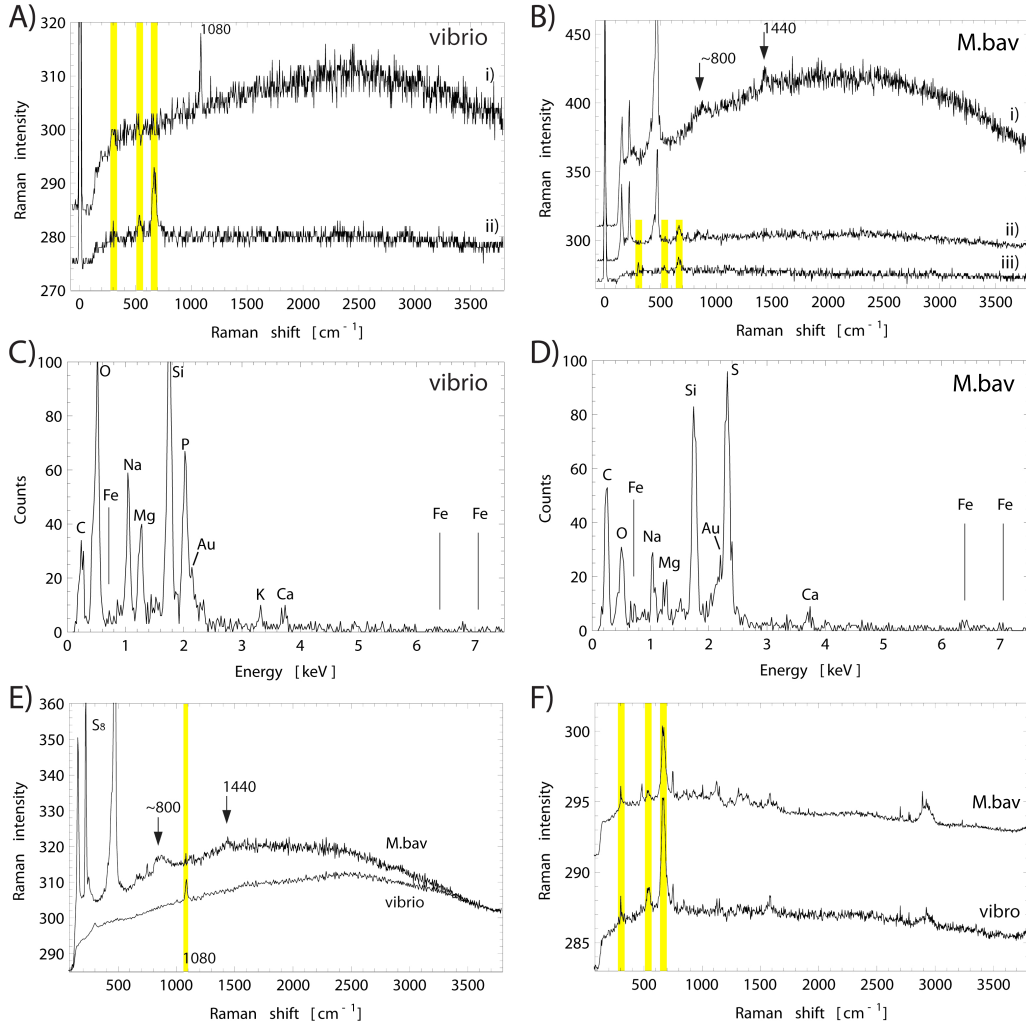 A)
vibrio
1080
320
310
300
290
280
270
i)
ii)
Raman intensity
0 500 1000 1500 2000 2500 3000 3500
Raman shift [cm-1]
B)
M.bav
~800
1440
450
400
350
300
i)
ii)
iii)
Raman intensity
0 500 1000 1500 2000 2500 3000 3500
Raman shift [cm-1]
C)
vibrio
100
80
60
40
20
0
Counts
C
O
Fe
Na
Mg
Si
P
Au
K
Ca
Fe
Fe
0 1 2 3 4 5 6 7
Energy [keV]
D)
M.bav
100
80
60
40
20
0
Counts
C
O
Fe
Na
Mg
Si
Au
S
Ca
Fe
Fe
0 1 2 3 4 5 6 7
Energy [keV]
E)
360
350
340
330
320
310
300
290
Raman intensity
S8
~800
1440
M.bav
vibrio
1080
500 1000 1500 2000 2500 3000 3500
Raman shift [cm-1]
F)
300
295
288
285
Raman intensity
M.bav
vibro
500 1000 1500 2000 2500 3000 3500
Raman shift [cm-1]